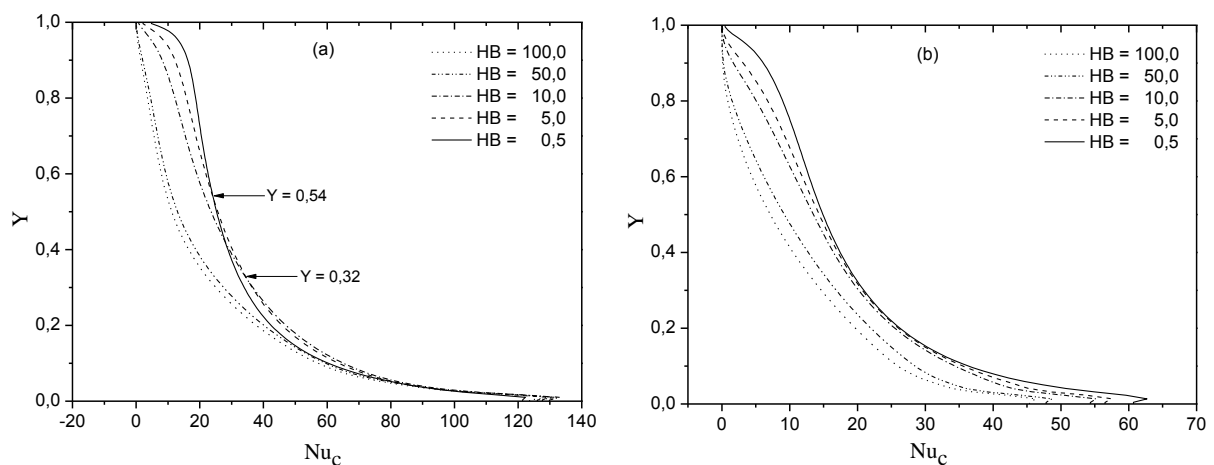 1,0
0,8
0,6
0,4
0,2
0,0
Y
-20 0 20 40 60 80 100 120 140
Nu_c
(a)
HB = 100,0
HB = 50,0
HB = 10,0
HB = 5,0
HB = 0,5
Y = 0,54
Y = 0,32
1,0
0,8
0,6
0,4
0,2
0,0
Y
0 10 20 30 40 50 60 70
Nu_c
(b)
HB = 100,0
HB = 50,0
HB = 10,0
HB = 5,0
HB = 0,5